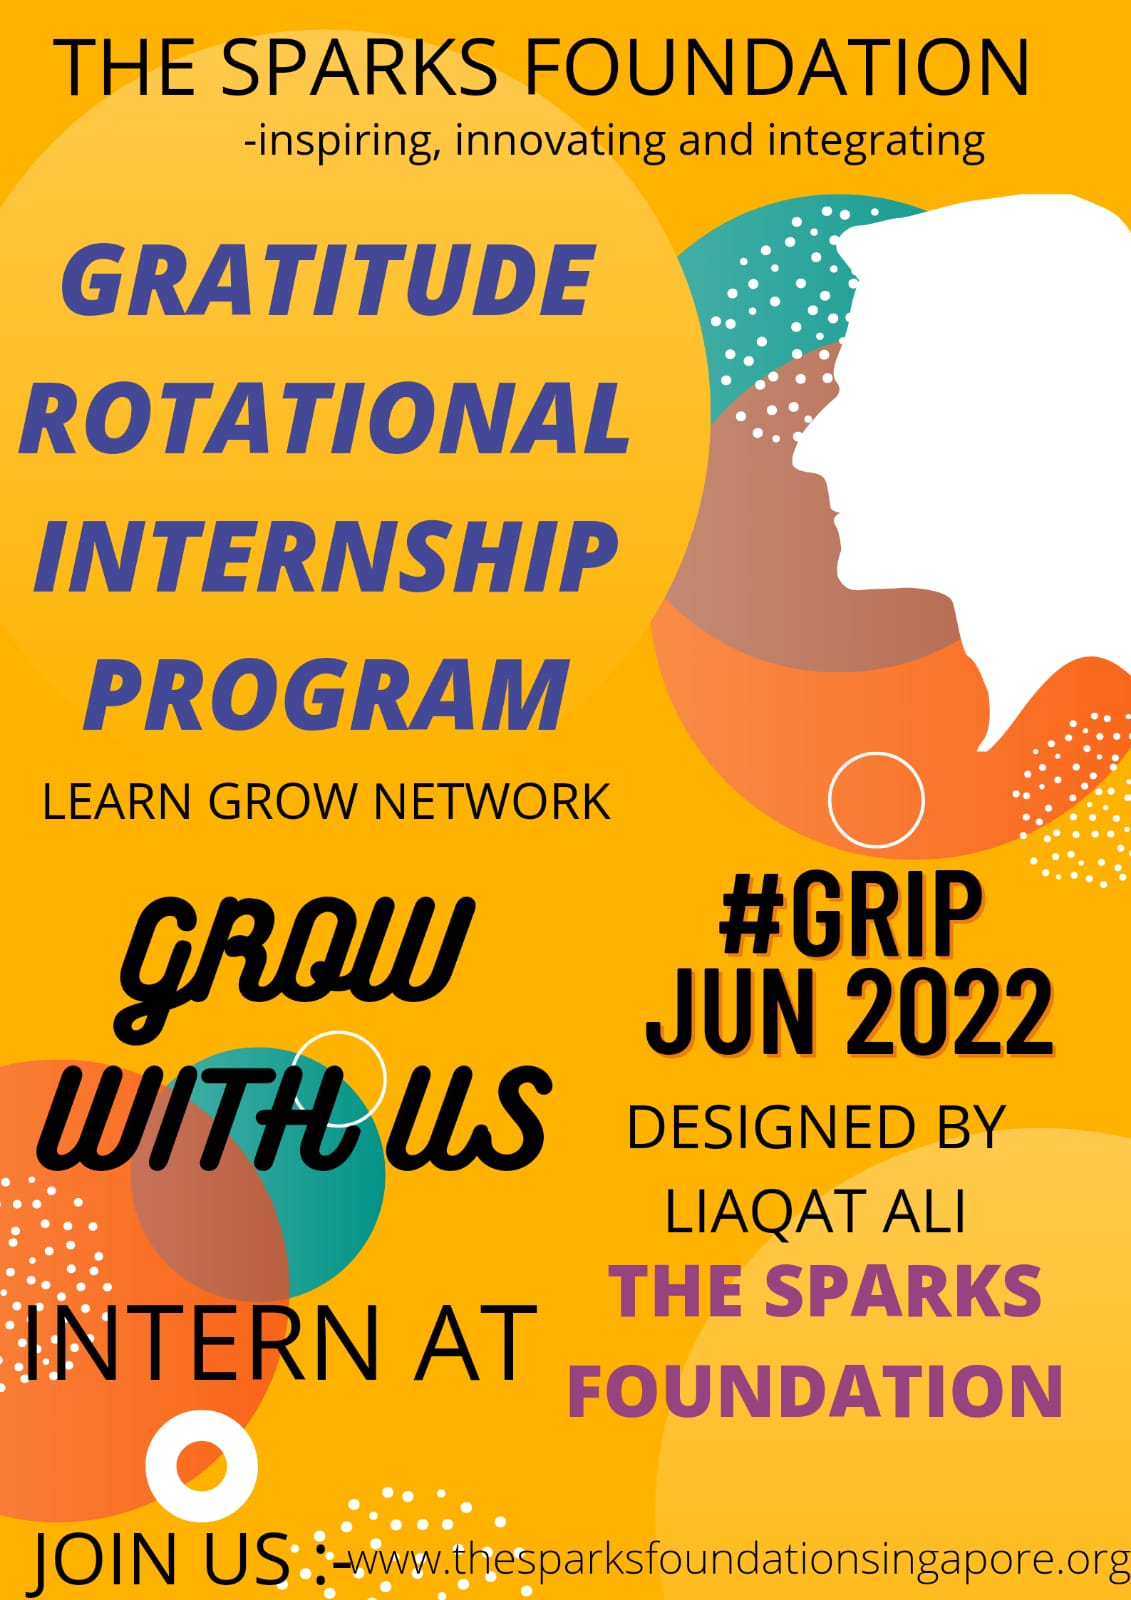 THE SPARKS FOUNDATION
-inspiring, innovating and integrating
GRATITUDE
ROTATIONAL
INTERNSHIP
PROGRAM
LEARN GROW NETWORK
GROW
WITH US
#GRIP
JUN 2022
DESIGNED BY
LIAQAT ALI
THE SPARKS
FOUNDATION
INTERN AT
JOIN US :-www.thesparksfoundationsingapore.org